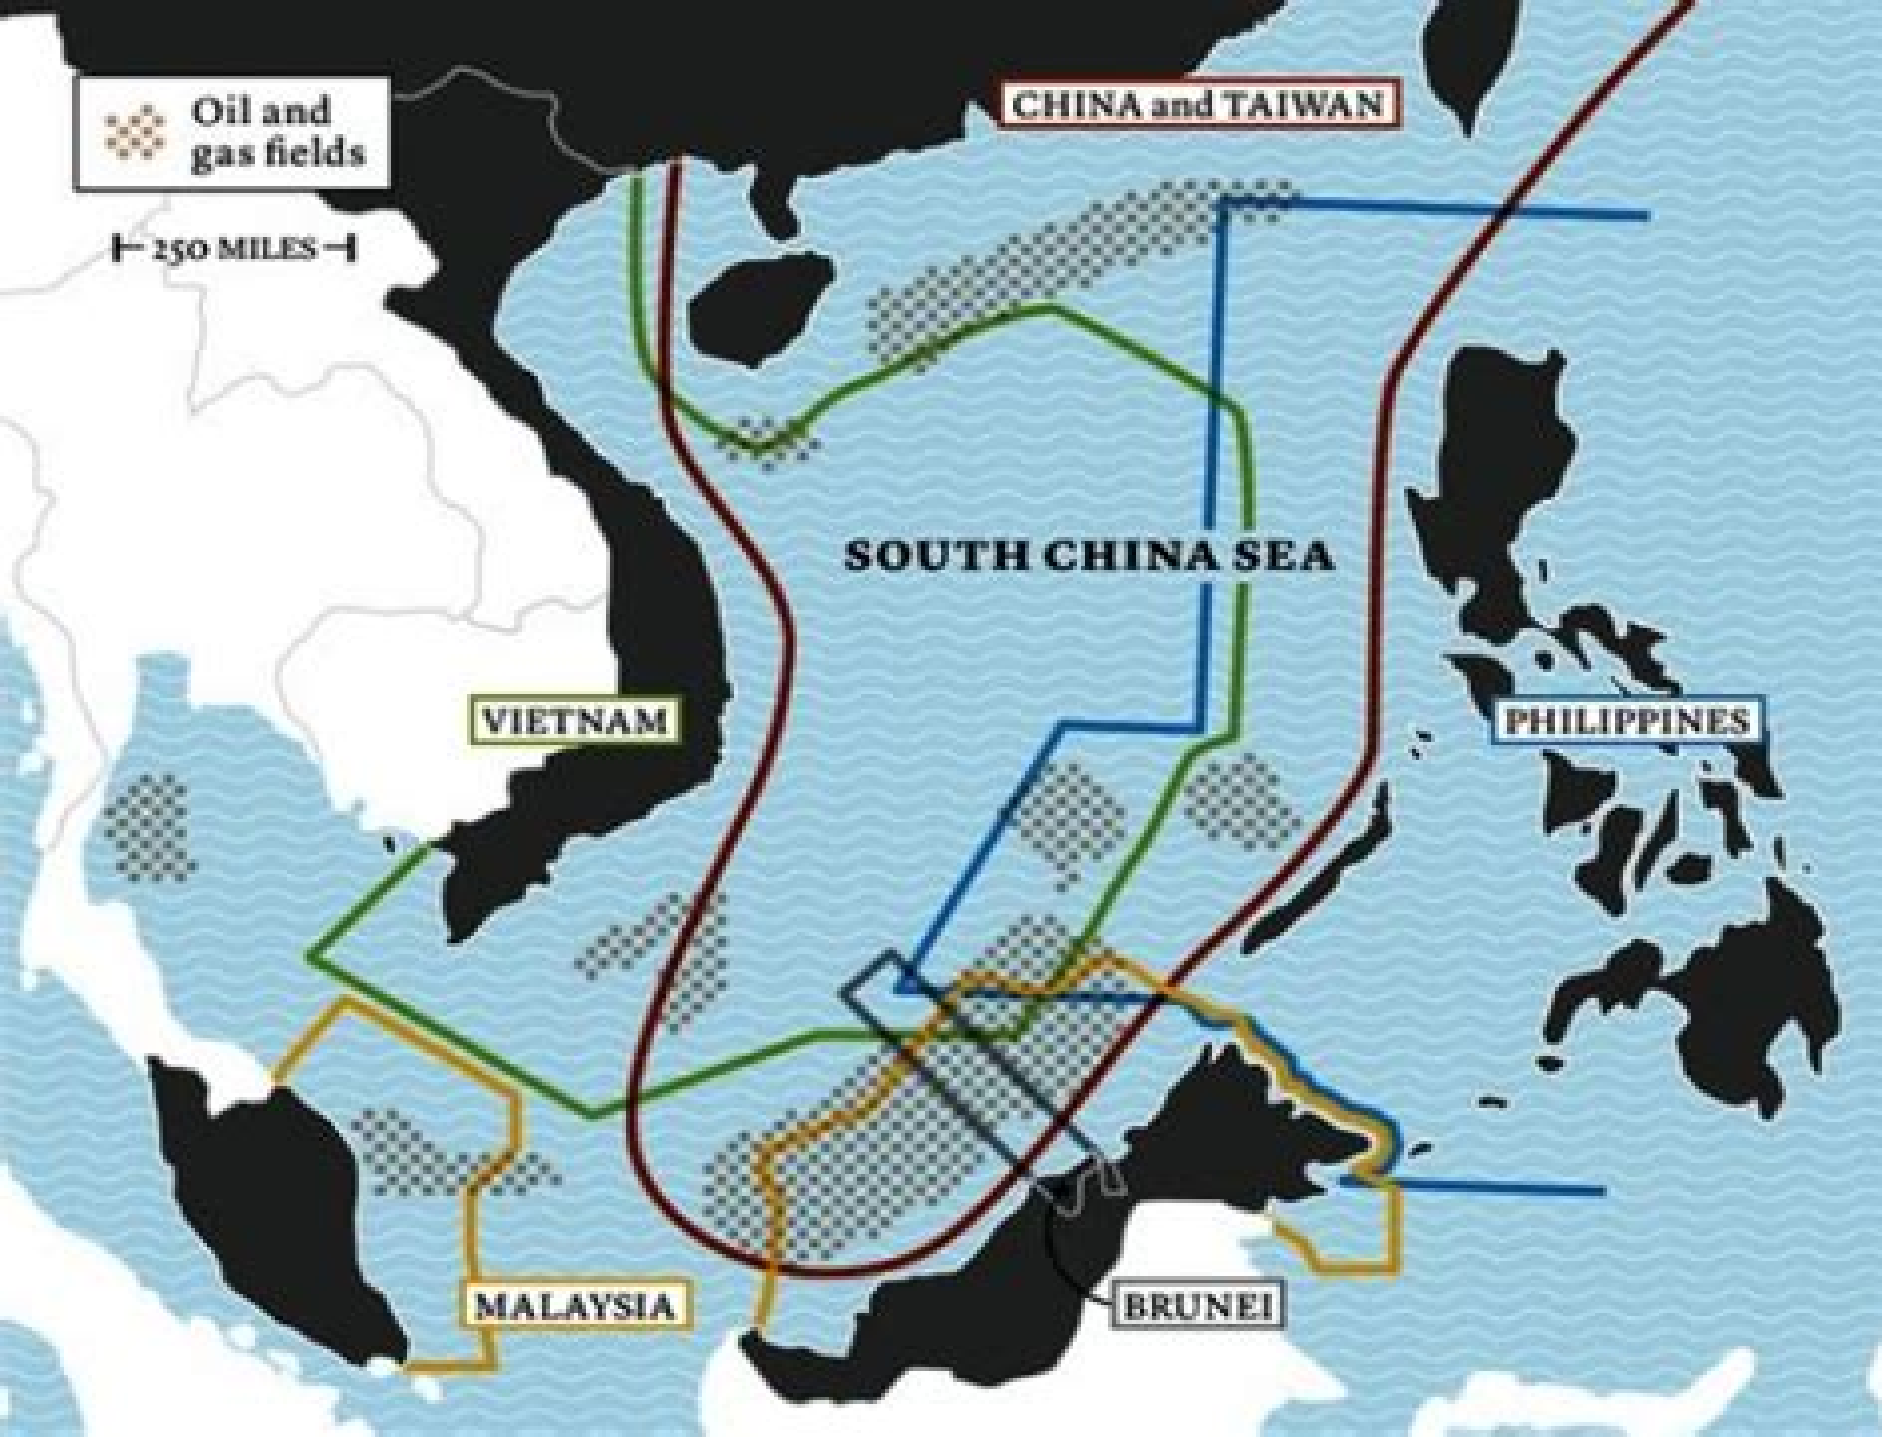 CHINA and TAIWAN
Oil and
gas fields
250 MILES
SOUTH CHINA SEA
VIETNAM
PHILIPPINES
MALAYSIA
BRUNEI